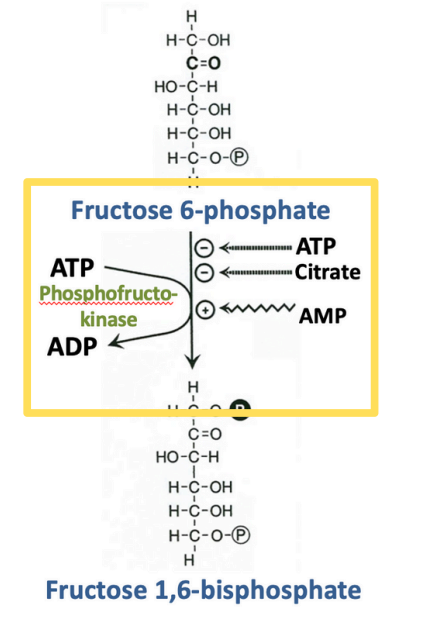 H
H-C-OH
C=O
HO-C-H
H-C-OH
H-C-OH
H-C-O-P
H
Fructose 6-phosphate
- ATP
- Citrate
+ AMP
ATP
Phosphofructo-
kinase
ADP
H
H-C-O-P
C=O
HO-C-H
H-C-OH
H-C-OH
H-C-O-P
H
Fructose 1,6-bisphosphate